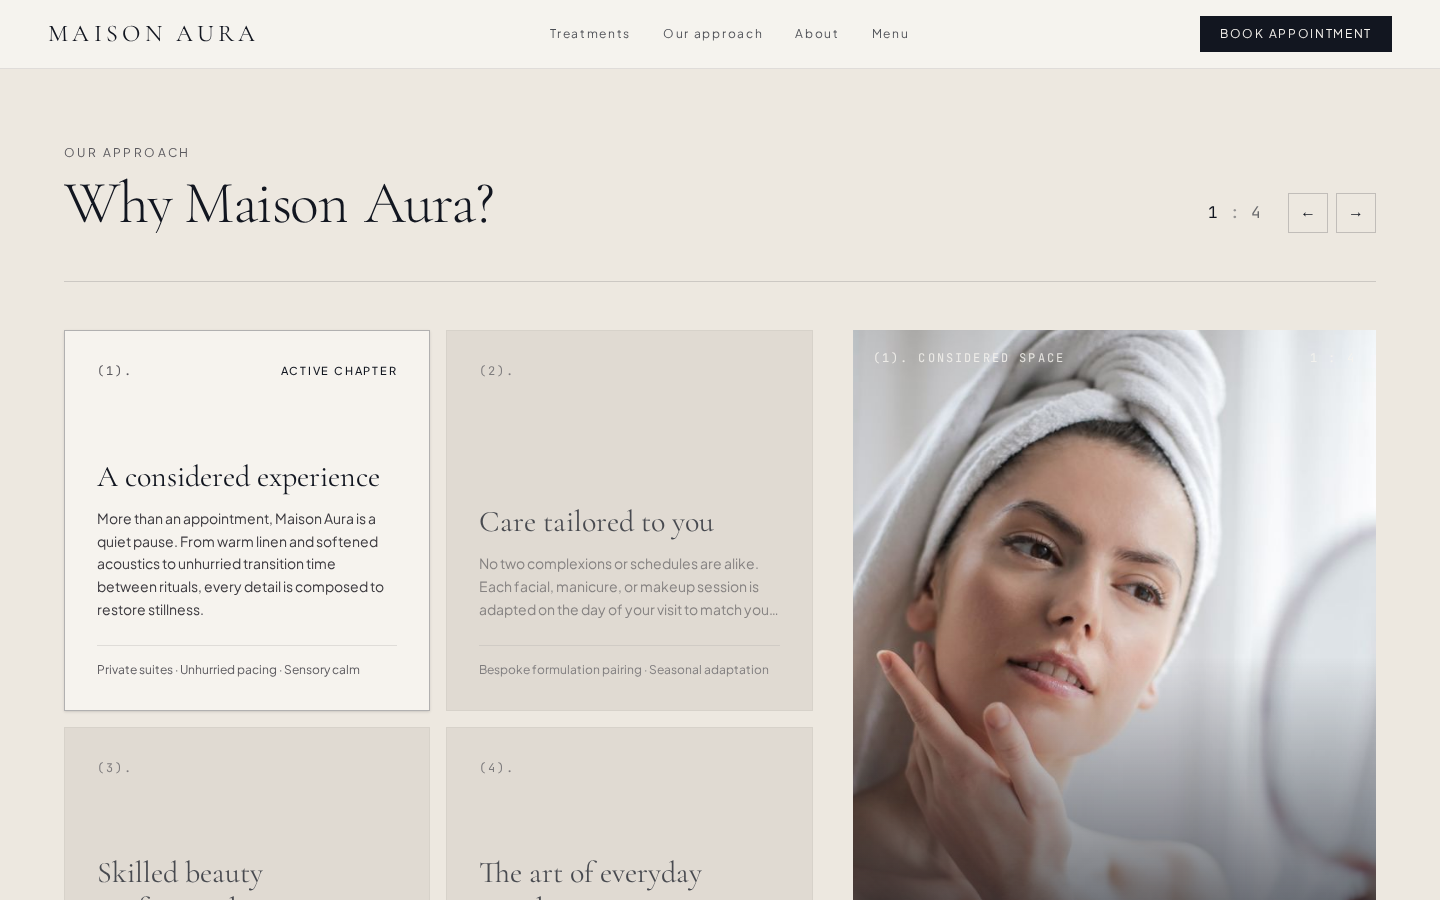 MAISON AURA
Treatments
Our approach
About
Menu
BOOK APPOINTMENT
OUR APPROACH
Why Maison Aura?
1 : 4
← →
(1).
ACTIVE CHAPTER
A considered experience
More than an appointment, Maison Aura is a
quiet pause. From warm linen and softened
acoustics to unhurried transition time
between rituals, every detail is composed to
restore stillness.
Private suites · Unhurried pacing · Sensory calm
(2).
Care tailored to you
No two complexions or schedules are alike.
Each facial, manicure, or makeup session is
adapted on the day of your visit to match you…
Bespoke formulation pairing · Seasonal adaptation
(1). CONSIDERED SPACE
(3).
Skilled beauty
(4).
The art of everyday